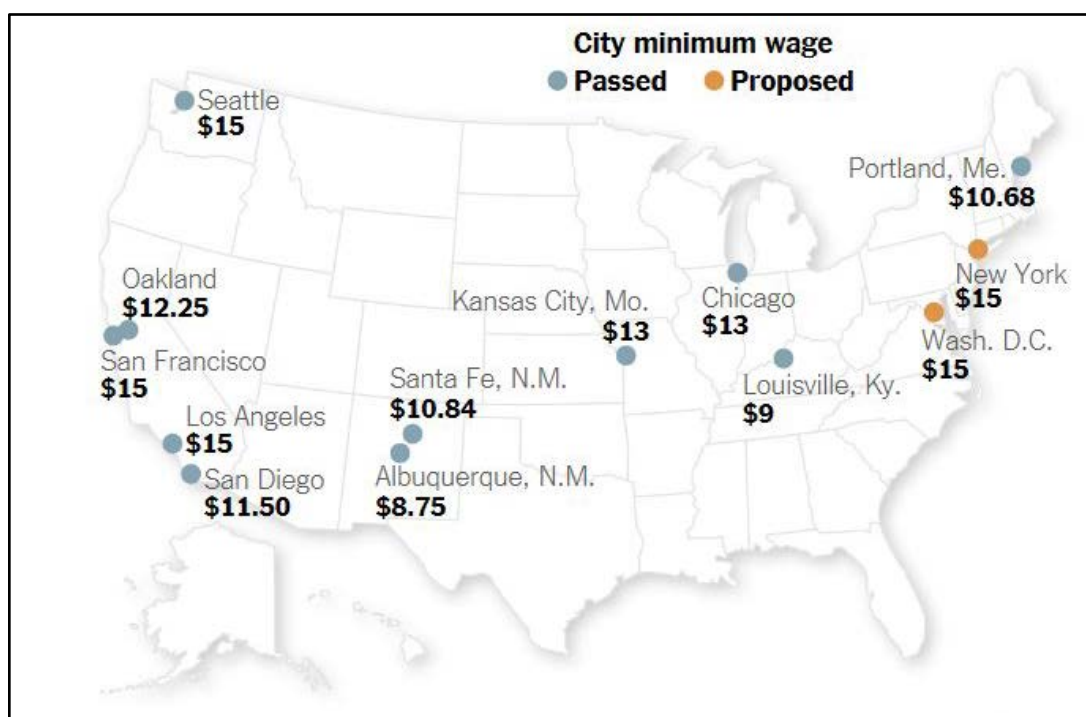 City minimum wage
Passed Proposed
Seattle
$15
Portland, Me.
$10.68
Oakland
$12.25
San Francisco
$15
Los Angeles
$15
San Diego
$11.50
Santa Fe, N.M.
$10.84
Albuquerque, N.M.
$8.75
Kansas City, Mo.
$13
Chicago
$13
Louisville, Ky.
$9
New York
$15
Wash. D.C.
$15